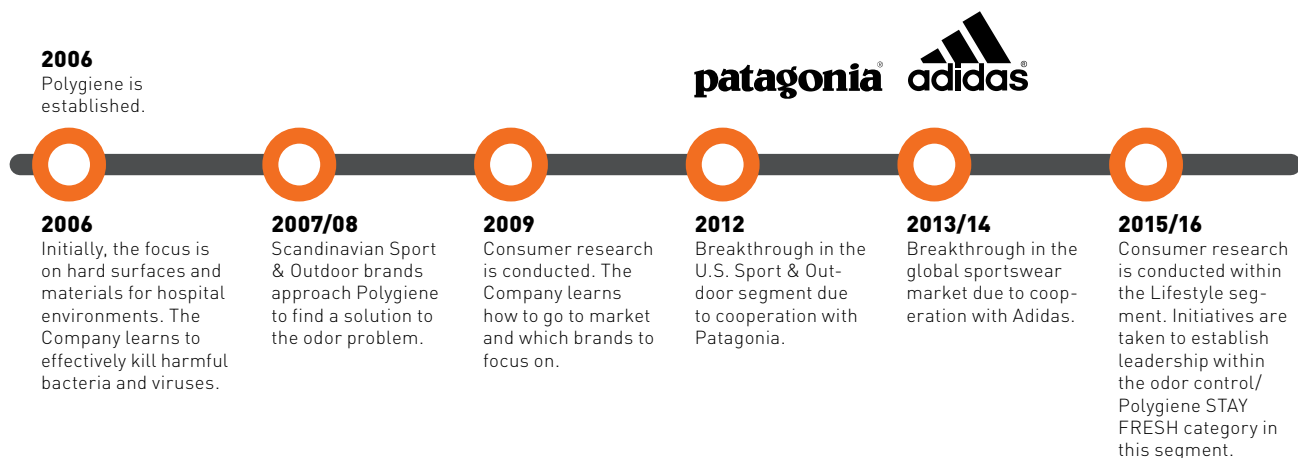 2006
Polygiene is
established.
patagonia®
adidas®
2006
Initially, the focus is
on hard surfaces and
materials for hospital
environments. The
Company learns to
effectively kill harmful
bacteria and viruses.
2007/08
Scandinavian Sport
& Outdoor brands
approach Polygiene
to find a solution to
the odor problem.
2009
Consumer research
is conducted. The
Company learns
how to go to market
and which brands to
focus on.
2012
Breakthrough in the
U.S. Sport & Out-
door segment due
to cooperation with
Patagonia.
2013/14
Breakthrough in the
global sportswear
market due to coop-
eration with Adidas.
2015/16
Consumer research
is conducted within
the Lifestyle seg-
ment. Initiatives are
taken to establish
leadership within
the odor control/
Polygiene STAY
FRESH category in
this segment.